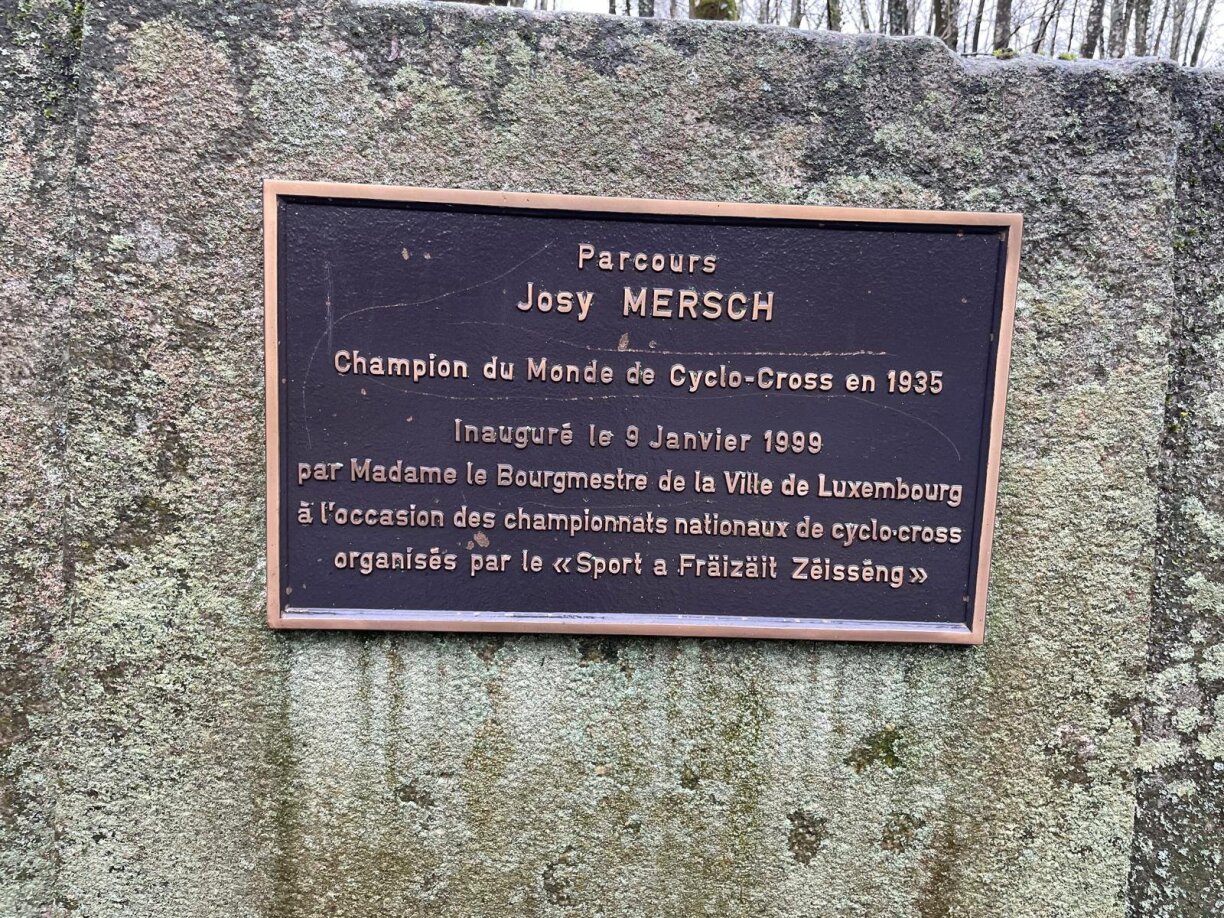 Parcours
Josy MERSCH
Champion du Monde de Cyclo-Cross en 1935
Inauguré le 9 Janvier 1999
par Madame le Bourgmestre de la Ville de Luxembourg
à l'occasion des championnats nationaux de cyclo-cross
organisés par le «Sport a Fräizäit Zéisséng»